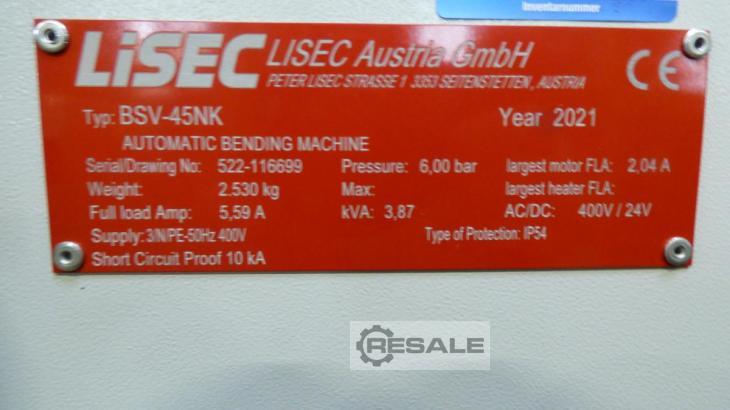 Inventarnummer
LiSEC LISEC Austria GmbH
PETER LISEC STRASSE 1 3353 SEITENSTETTEN, AUSTRIA
CE
Typ: BSV-45NK Year 2021
AUTOMATIC BENDING MACHINE
Serial/Drawing No: 522-116699 Pressure: 6,00 bar largest motor FLA: 2,04 A
Weight: 2.530 kg Max: largest heater FLA:
Full load Amp: 5,59 A kVA: 3,87 AC/DC: 400V / 24V
Supply: 3/N/PE-50Hz 400V Type of Protection: IP54
Short Circuit Proof 10 kA
RESALE